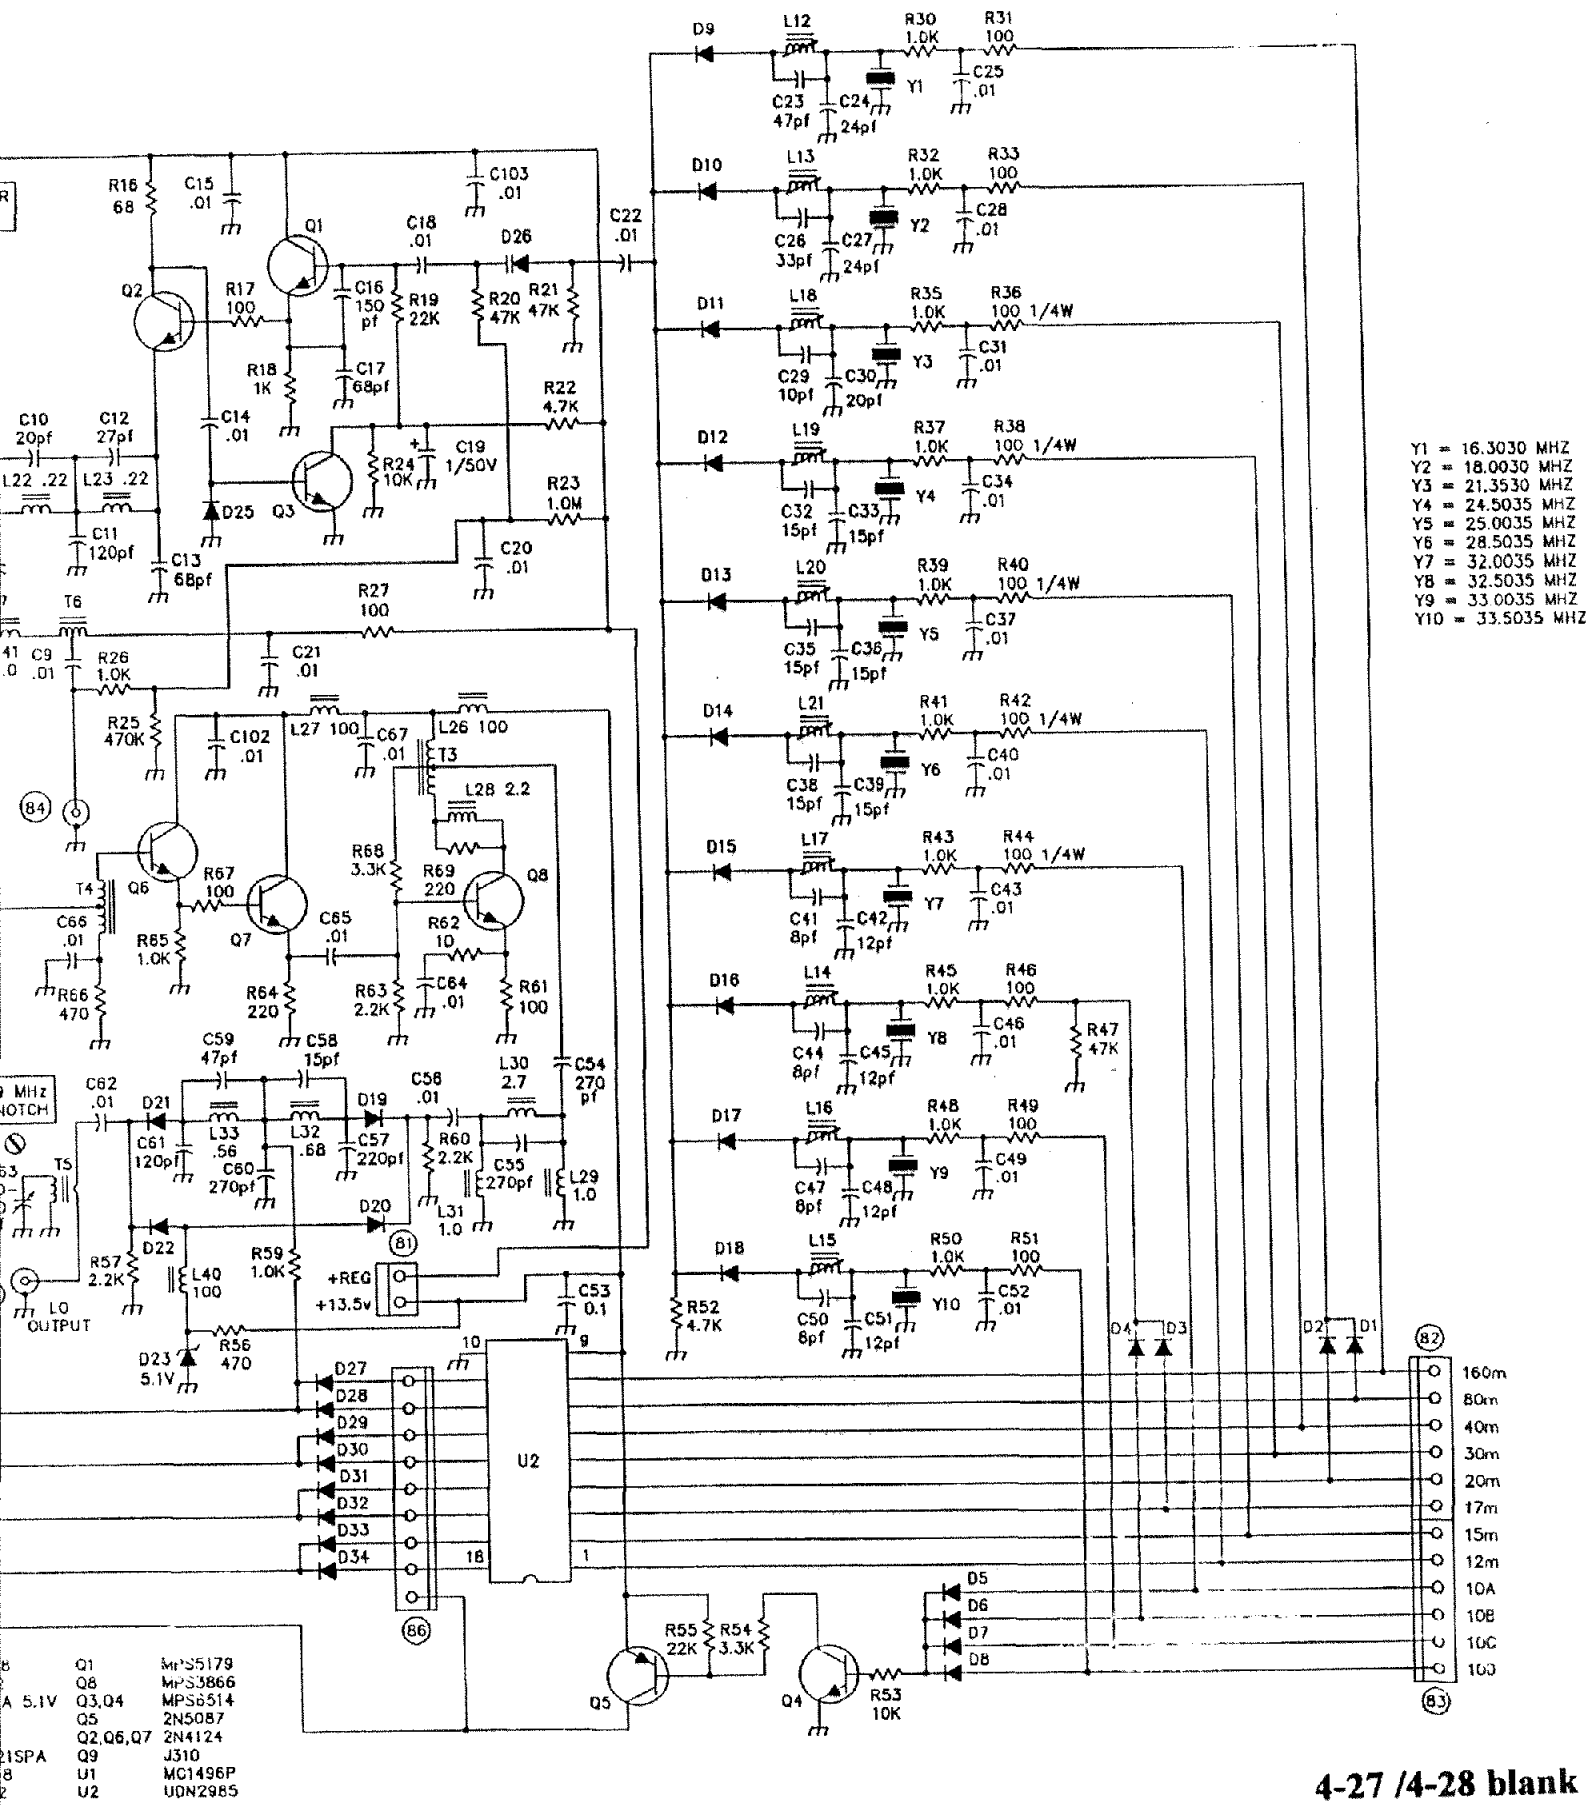 D9 L12 R30 1.0K R31 100
C23 47pf C24 24pf Y1 C25 .01
D10 L13 R32 1.0K R33 100
C26 33pf C27 24pf Y2 C28 .01
D11 L18 R35 1.0K R36 100 1/4W
C29 10pf C30 20pf Y3 C31 .01
D12 L19 R37 1.0K R38 100 1/4W
C32 15pf C33 15pf Y4 C34 .01
D13 L20 R39 1.0K R40 100 1/4W
C35 15pf C36 15pf Y5 C37 .01
D14 L21 R41 1.0K R42 100 1/4W
C38 15pf C39 15pf Y6 C40 .01
D15 L17 R43 1.0K R44 100 1/4W
C41 8pf C42 12pf Y7 C43 .01
D16 L14 R45 1.0K R46 100
C44 8pf C45 12pf Y8 C46 .01 R47 47K
D17 L16 R48 1.0K R49 100
C47 8pf C48 12pf Y9 C49 .01
D18 L15 R50 1.0K R51 100
R52 4.7K C50 8pf C51 12pf Y10 C52 .01
Y1 = 16.3030 MHZ
Y2 = 18.0030 MHZ
Y3 = 21.3530 MHZ
Y4 = 24.5035 MHZ
Y5 = 25.0035 MHZ
Y6 = 28.5035 MHZ
Y7 = 32.0035 MHZ
Y8 = 32.5035 MHZ
Y9 = 33.0035 MHZ
Y10 = 33.5035 MHZ
R
R16 68 C15 .01 C103 .01
Q1 C18 .01 D26 C22 .01
Q2 R17 100 C16 150 pf R19 22K R20 47K R21 47K
R18 1K C17 68pf R22 4.7K
C10 20pf C12 27pf C14 .01 R24 10K + C19 1/50V
L22 .22 L23 .22 D25 Q3 R23 1.0M
C11 120pf C13 68pf C20 .01
T6 R27 100
41 .0 C9 .01 R26 1.0K C21 .01
R25 470K C102 .01 L27 100 C67 .01 L26 100 T3
84 L28 2.2
Q6 R67 100 R68 3.3K R69 220 Q8
T4 C66 .01 R65 1.0K Q7 C65 .01 R62 10
R66 470 R64 220 R63 2.2K C64 .01 R61 100
C59 47pf C58 15pf L30 2.7 C54 270 pf
9 MHz
NOTCH
C62 .01 D21 D19 C56 .01
C61 120pf L33 .56 L32 .68 C57 220pf R60 2.2K C55 270pf L29 1.0
63 T5 C60 270pf D20 L31 1.0
R57 2.2K D22 R59 1.0K 81
L40 100 +REG
+13.5v C53 0.1
LO
OUTPUT
D23 5.1V R56 470 10 9
D4 D3 D2 D1 82
D27 160m
D28 80m
D29 40m
D30 30m
D31 U2 20m
D32 17m
D33 15m
D34 18 1 12m
D5 10A
D6 10B
D7 10C
D8 10D
86 R55 22K R54 3.3K
Q5 Q4 R53 10K 83
8 Q1 MPS5179
Q8 MPS3866
A 5.1V Q3,Q4 MPS6514
Q5 2N5087
Q2,Q6,Q7 2N4124
21SPA Q9 J310
8 U1 MC1496P
2 U2 UDN2985
4-27 /4-28 blank